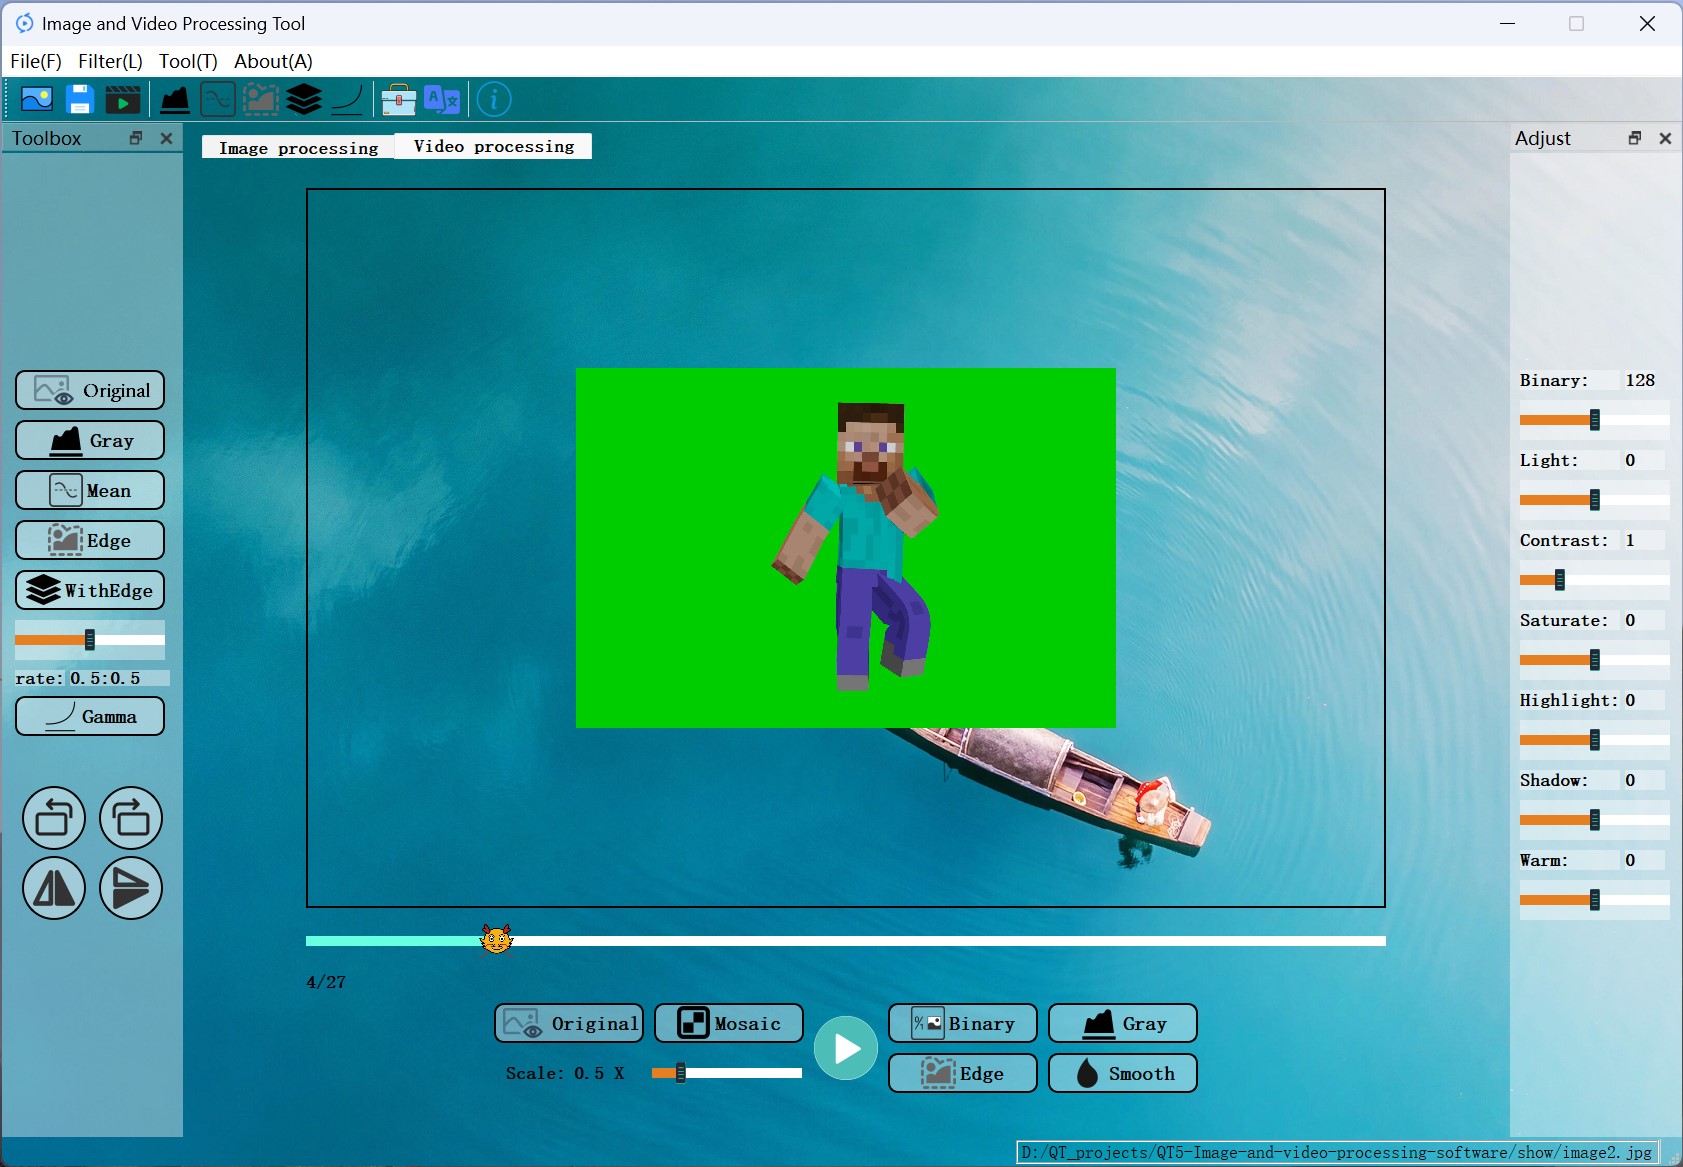 Image and Video Processing Tool
File(F) Filter(L) Tool(T) About(A)
Toolbox
Image processing
Video processing
Adjust
Original
Gray
Mean
Edge
WithEdge
rate: 0.5:0.5
Gamma
Binary: 128
Light: 0
Contrast: 1
Saturate: 0
Highlight: 0
Shadow: 0
Warm: 0
4/27
Original
Mosaic
Binary
Gray
Scale: 0.5 X
Edge
Smooth
D:/QT_projects/QT5-Image-and-video-processing-software/show/image2.jpg